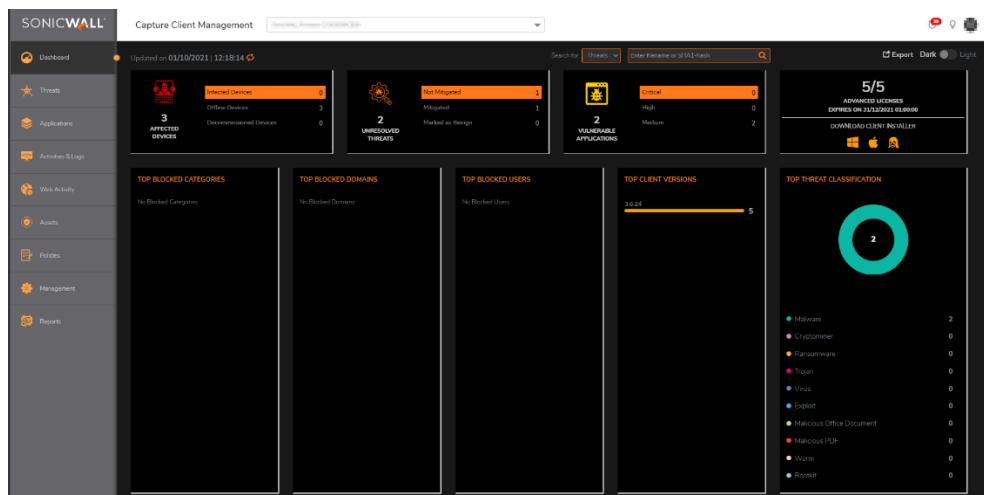 SONICWALL
Capture Client Management
Dashboard
Threats
Applications
Activities & Logs
Web Activity
Assets
Policies
Management
Reports
Updated on 01/10/2021 | 12:18:14
Search for Threats Enter filename or SHA1-hash
Export Dark Light
3
AFFECTED
DEVICES
Infected Devices 0
Offline Devices 3
Decommissioned Devices 0
2
UNRESOLVED
THREATS
Not Mitigated 1
Mitigated 1
Marked as Benign 0
2
VULNERABLE
APPLICATIONS
Critical 0
High 0
Medium 2
5/5
ADVANCED LICENSES
EXPIRES ON 31/12/2021 01:00:00
DOWNLOAD CLIENT INSTALLER
TOP BLOCKED CATEGORIES
No Blocked Categories
TOP BLOCKED DOMAINS
No Blocked Domains
TOP BLOCKED USERS
No Blocked Users
TOP CLIENT VERSIONS
3.6.24
5
TOP THREAT CLASSIFICATION
2
Malware 2
Cryptominer 0
Ransomware 0
Trojan 0
Virus 0
Exploit 0
Malicious Office Document 0
Malicious PDF 0
Worm 0
Rootkit 0